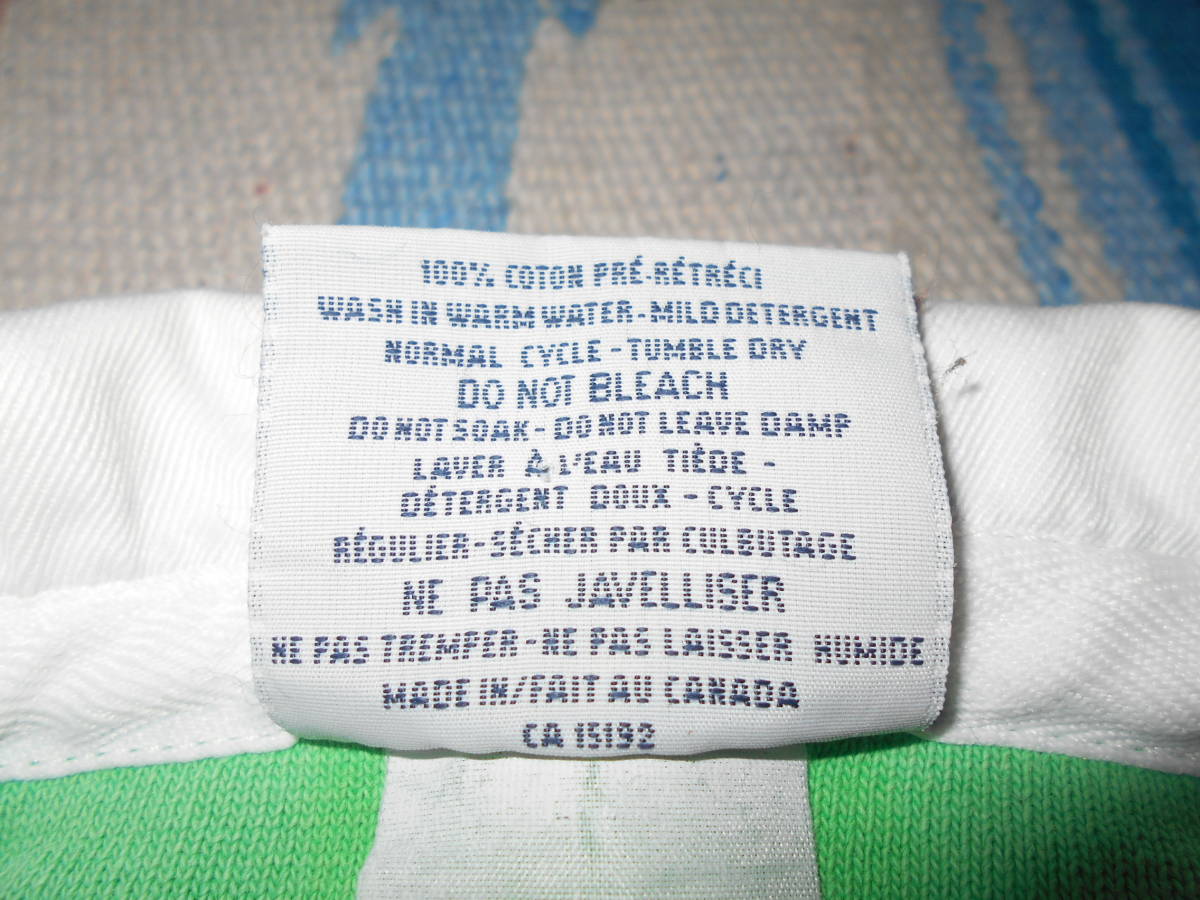 100% COTON PRÉ-RÉTRÉCI
WASH IN WARM WATER - MILD DETERGENT
NORMAL CYCLE - TUMBLE DRY
DO NOT BLEACH
DO NOT SOAK - DO NOT LEAVE DAMP
LAVER À L'EAU TIÈDE -
DÉTERGENT DOUX - CYCLE
RÉGULIER - SÉCHER PAR CULBUTAGE
NE PAS JAVELLISER
NE PAS TREMPER - NE PAS LAISSER HUMIDE
MADE IN/FAIT AU CANADA
CA 15192